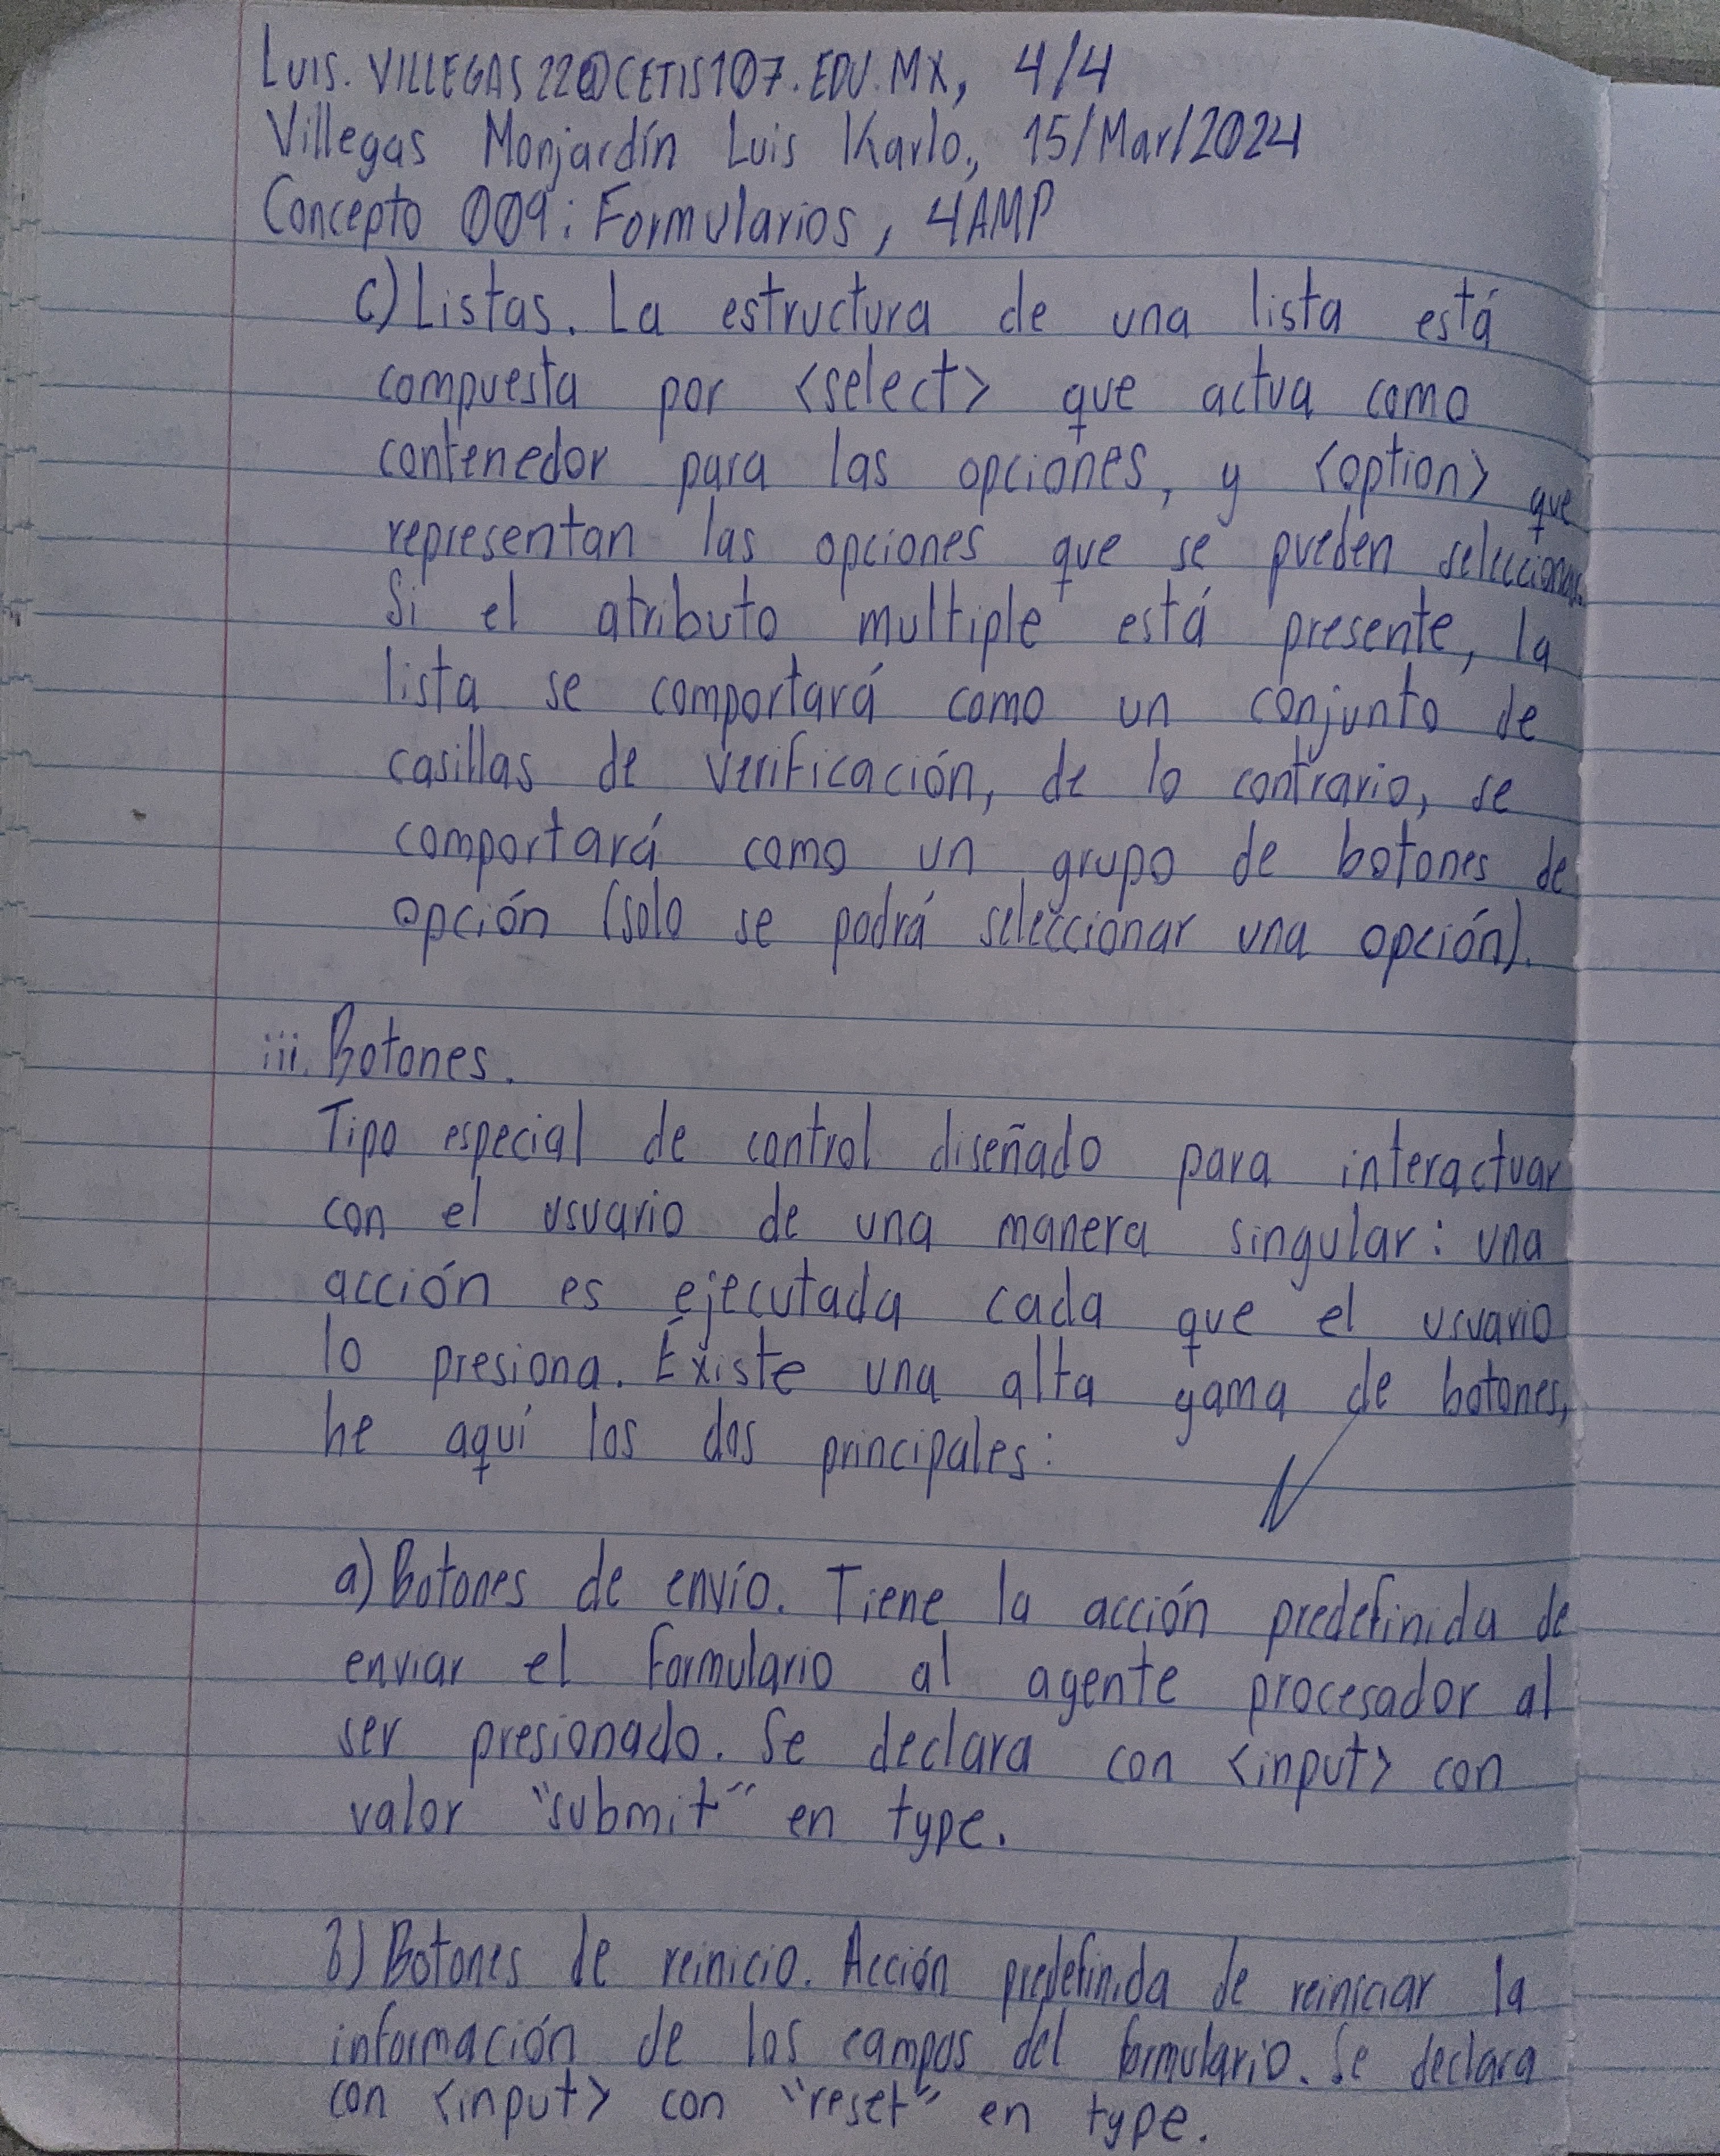 LUIS. VILLEGAS22@CETIS107.EDU.MX, 4/4
Villegas Monjardín Luis Karlo, 15/Mar/2024
Concepto 009: Formularios, 4AMP
c) Listas. La estructura de una lista está
compuesta por <select> que actua como
contenedor para las opciones, y <option> que
representan las opciones que se pueden seleccionar.
Si el atributo multiple está presente, la
lista se comportará como un conjunto de
casillas de verificación, de lo contrario, se
comportará como un grupo de botones de
opción (solo se podrá seleccionar una opción).
iii. Botones.
Tipo especial de control diseñado para interactuar
con el usuario de una manera singular: una
acción es ejecutada cada que el usuario
lo presiona. Existe una alta gama de botones,
he aquí los dos principales:
a) Botones de envío. Tiene la acción predefinida de
enviar el formulario al agente procesador al
ser presionado. Se declara con <input> con
valor "submit" en type.
b) Botones de reinicio. Acción predefinida de reiniciar la
información de los campos del formulario. Se declara
con <input> con "reset" en type.